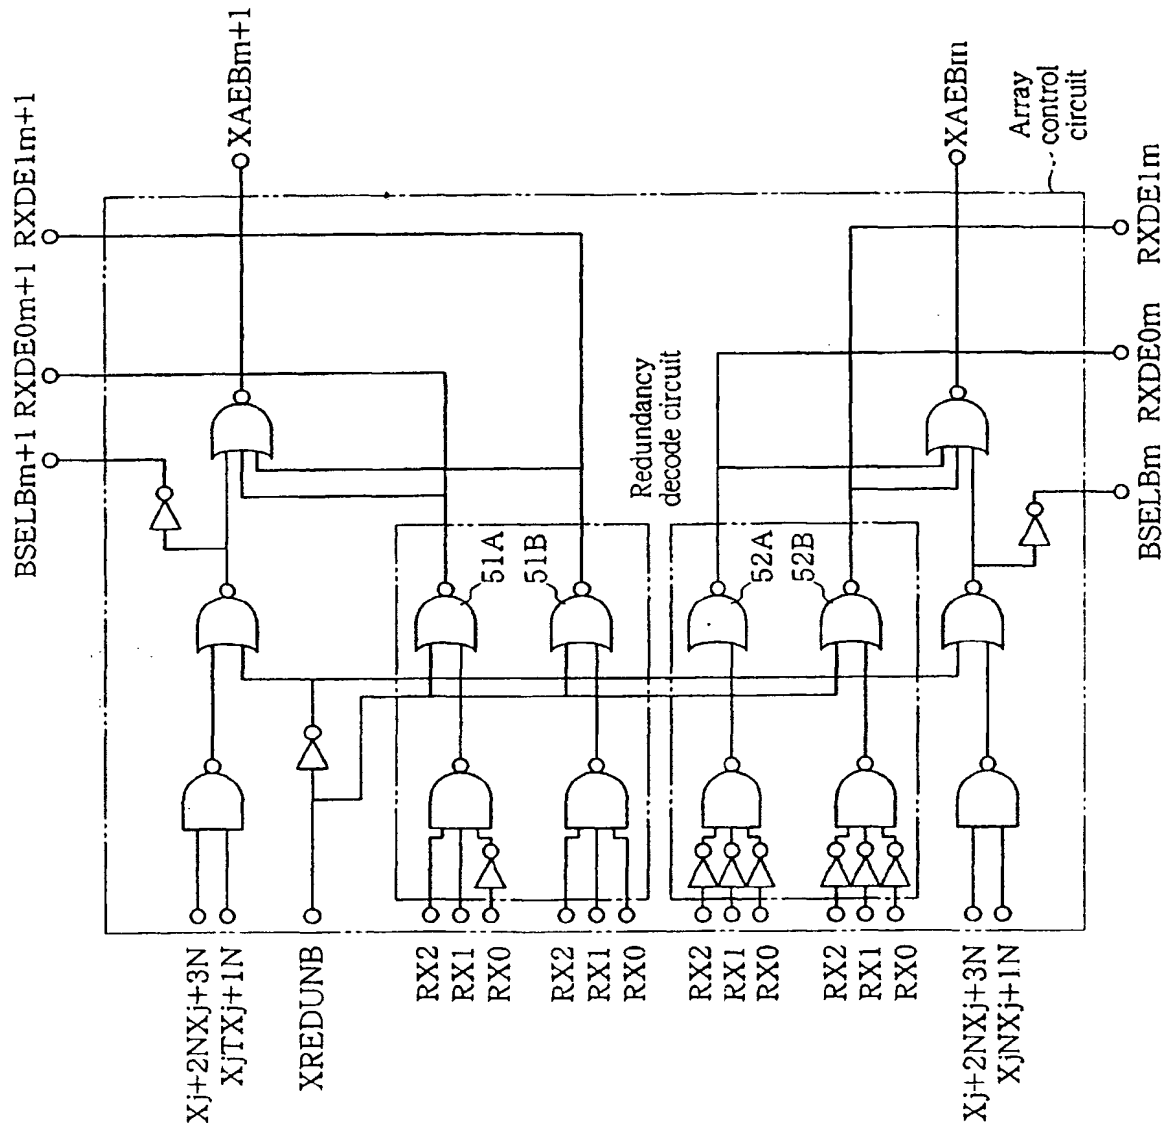 BSELBm+1
RXDE0m+1
RXDE1m+1
XAEBm+1
XAEBm
Array
control
circuit
RXDE1m
RXDE0m
BSELBm
Redundancy
decode circuit
51A
51B
52A
52B
Xj+2NXj+3N
XjTXj+1N
XREDUNB
RX2
RX1
RX0
RX2
RX1
RX0
RX2
RX1
RX0
RX2
RX1
RX0
Xj+2NXj+3N
XjNXj+1N